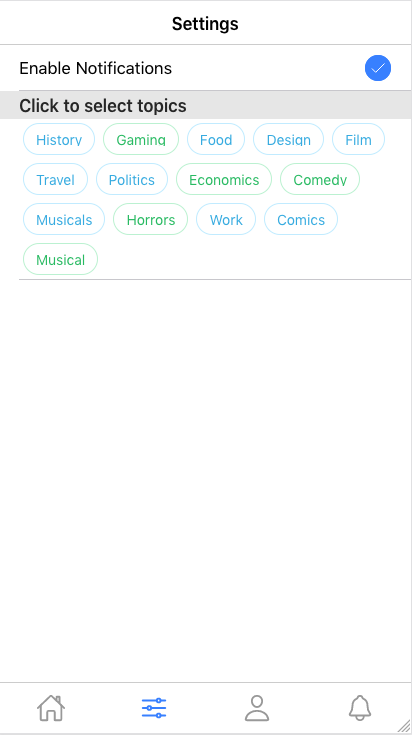 Settings
Enable Notifications
Click to select topics
History Gaming Food Design Film
Travel Politics Economics Comedy
Musicals Horrors Work Comics
Musical